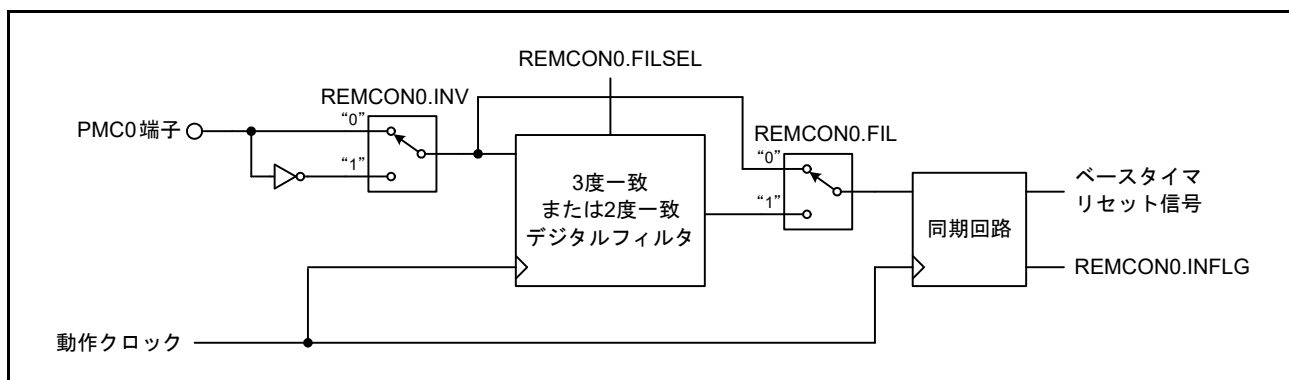 REMCON0.FILSEL
REMCON0.INV
PMC0端子
“0”
“1”
3度一致
または2度一致
デジタルフィルタ
REMCON0.FIL
“0”
“1”
同期回路
ベースタイマ
リセット信号
REMCON0.INFLG
動作クロック